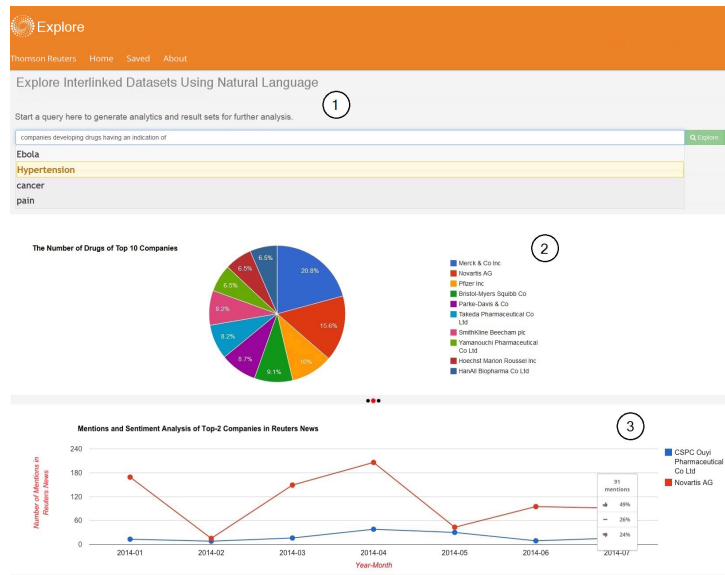 Explore
Thomson Reuters Home Saved About
Explore Interlinked Datasets Using Natural Language
1
Start a query here to generate analytics and result sets for further analysis.
companies developing drugs having an indication of
Explore
Ebola
Hypertension
cancer
pain
The Number of Drugs of Top 10 Companies
2
20.8%
15.6%
10%
9.1%
8.7%
8.2%
8.2%
6.5%
6.5%
6.5%
Merck & Co Inc
Novartis AG
Pfizer Inc
Bristol-Myers Squibb Co
Parke-Davis & Co
Takeda Pharmaceutical Co
Ltd
SmithKline Beecham plc
Yamanouchi Pharmaceutical
Co Ltd
Hoechst Marion Roussel Inc
HanAll Biopharma Co Ltd
Mentions and Sentiment Analysis of Top-2 Companies in Reuters News
3
Number of Mentions in
Reuters News
240
180
120
60
0
2014-01 2014-02 2014-03 2014-04 2014-05 2014-06 2014-07
Year-Month
91
mentions
49%
26%
24%
CSPC Ouyi
Pharmaceutical
Co Ltd
Novartis AG